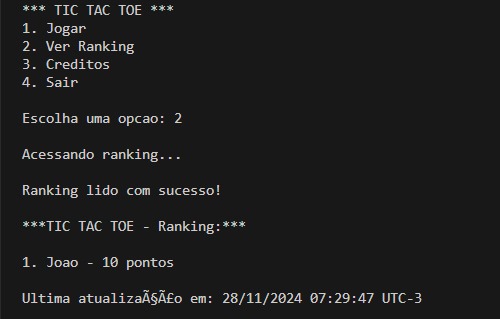 *** TIC TAC TOE ***
1. Jogar
2. Ver Ranking
3. Creditos
4. Sair
Escolha uma opcao: 2
Acessando ranking...
Ranking lido com sucesso!
***TIC TAC TOE - Ranking:***
1. Joao - 10 pontos
Ultima atualização em: 28/11/2024 07:29:47 UTC-3